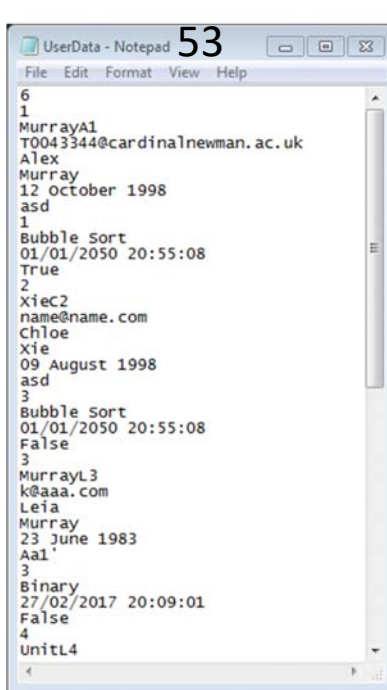 UserData - Notepad 53
File Edit Format View Help
6
1
MurrayA1
T0043344@cardinalnewman.ac.uk
Alex
Murray
12 October 1998
asd
1
Bubble Sort
01/01/2050 20:55:08
True
2
XieC2
name@name.com
Chloe
Xie
09 August 1998
asd
3
Bubble Sort
01/01/2050 20:55:08
False
3
MurrayL3
k@aaa.com
Leia
Murray
23 June 1983
Aa1`
3
Binary
27/02/2017 20:09:01
False
4
UnitL4